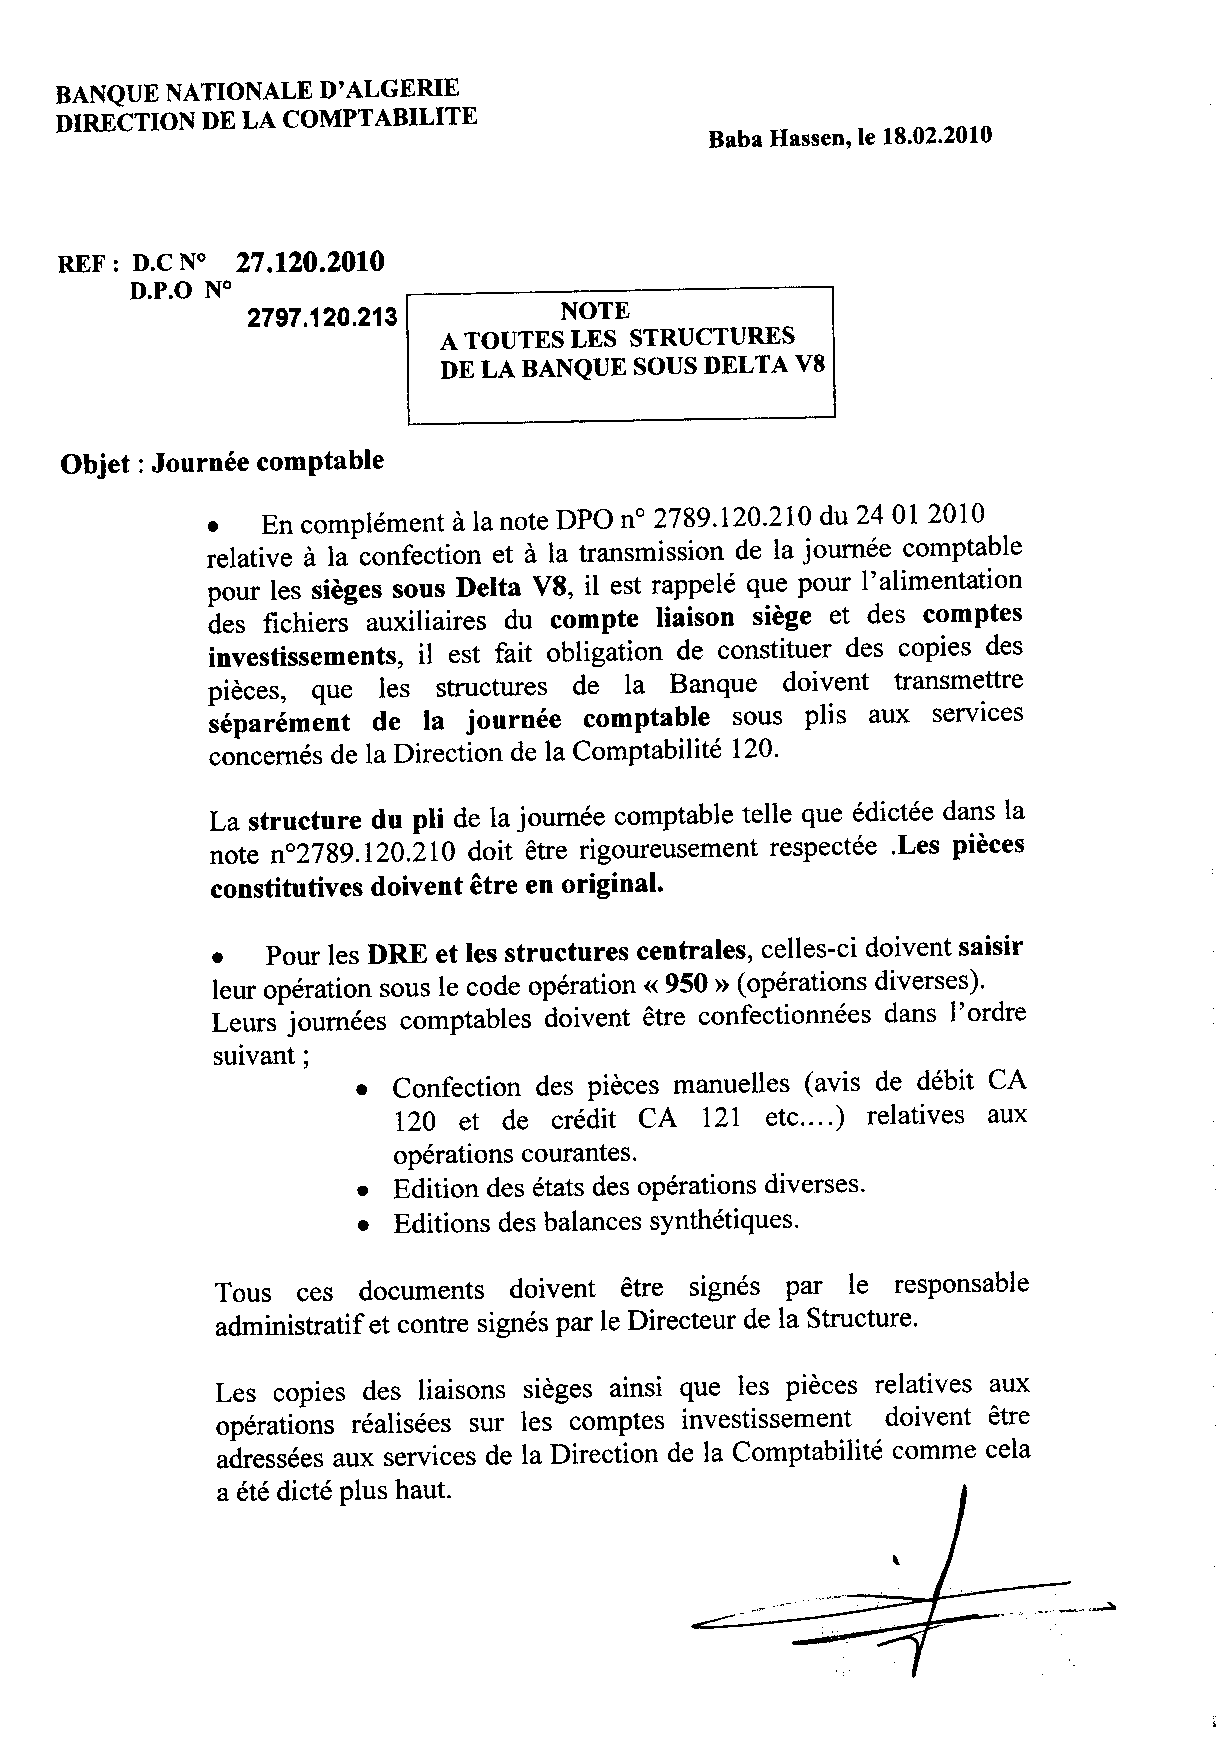 BANQUE NATIONALE D'ALGERIE
DIRECTION DE LA COMPTABILITE
Baba Hassen, le 18.02.2010
REF : D.C N° 27.120.2010
D.P.O N°
2797.120.213
NOTE
A TOUTES LES STRUCTURES
DE LA BANQUE SOUS DELTA V8
Objet : Journée comptable
• En complément à la note DPO n° 2789.120.210 du 24 01 2010
relative à la confection et à la transmission de la journée comptable
pour les sièges sous Delta V8, il est rappelé que pour l'alimentation
des fichiers auxiliaires du compte liaison siège et des comptes
investissements, il est fait obligation de constituer des copies des
pièces, que les structures de la Banque doivent transmettre
séparément de la journée comptable sous plis aux services
concernés de la Direction de la Comptabilité 120.
La structure du pli de la journée comptable telle que édictée dans la
note n°2789.120.210 doit être rigoureusement respectée .Les pièces
constitutives doivent être en original.
• Pour les DRE et les structures centrales, celles-ci doivent saisir
leur opération sous le code opération « 950 » (opérations diverses).
Leurs journées comptables doivent être confectionnées dans l'ordre
suivant ;
• Confection des pièces manuelles (avis de débit CA
120 et de crédit CA 121 etc....) relatives aux
opérations courantes.
• Edition des états des opérations diverses.
• Editions des balances synthétiques.
Tous ces documents doivent être signés par le responsable
administratif et contre signés par le Directeur de la Structure.
Les copies des liaisons sièges ainsi que les pièces relatives aux
opérations réalisées sur les comptes investissement doivent être
adressées aux services de la Direction de la Comptabilité comme cela
a été dicté plus haut.